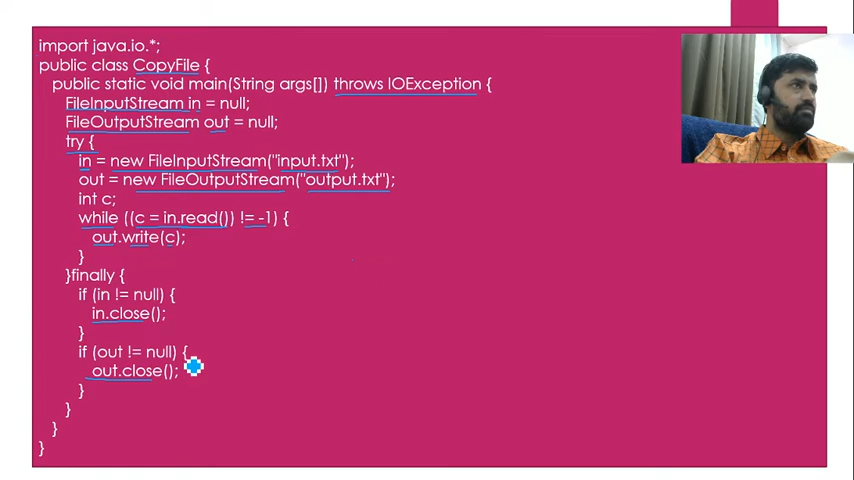 import java.io.*;
public class CopyFile {
public static void main(String args[]) throws IOException {
FileInputStream in = null;
FileOutputStream out = null;
try {
in = new FileInputStream("input.txt");
out = new FileOutputStream("output.txt");
int c;
while ((c = in.read()) != -1) {
out.write(c);
}
}finally {
if (in != null) {
in.close();
}
if (out != null) {
out.close();
}
}
}
}